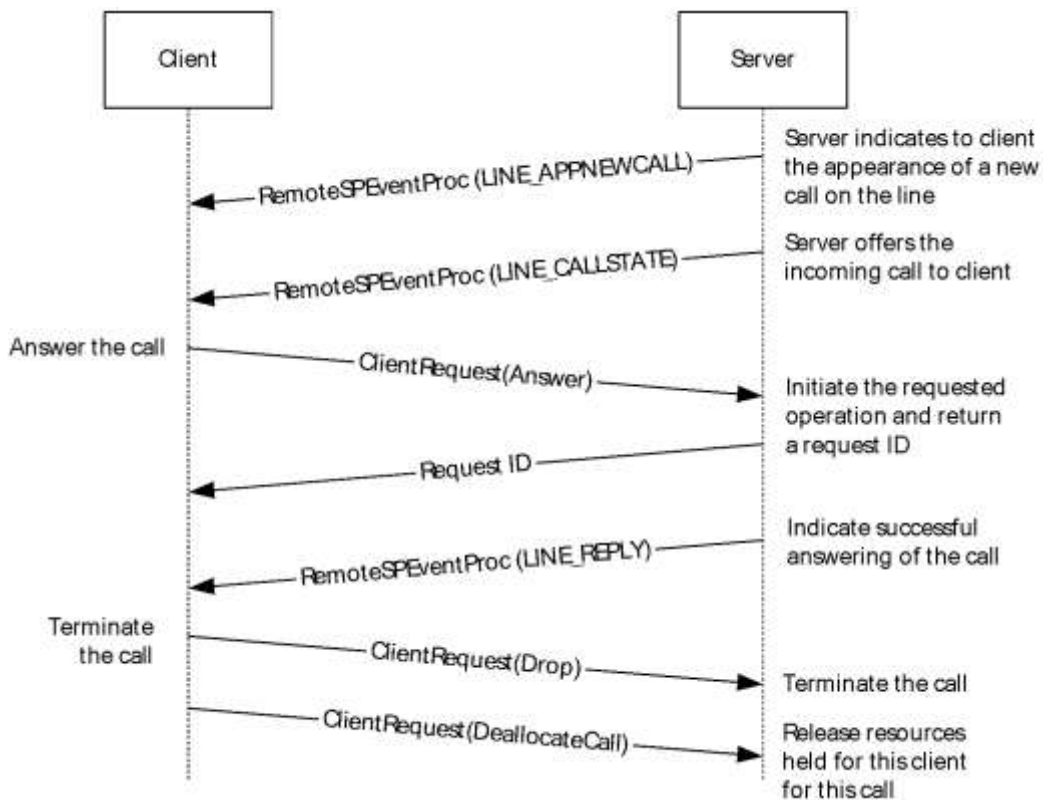 Client
Server
Server indicates to client
the appearance of a new
call on the line
RemoteSPEventProc (LINE_APPNEWCALL)
Server offers the
incoming call to client
RemoteSPEventProc (LINE_CALLSTATE)
Answer the call
ClientRequest(Answer)
Initiate the requested
operation and return
a request ID
Request ID
Indicate successful
answering of the call
RemoteSPEventProc (LINE_REPLY)
Terminate
the call
ClientRequest(Drop)
Terminate the call
ClientRequest(DeallocateCall)
Release resources
held for this client
for this call